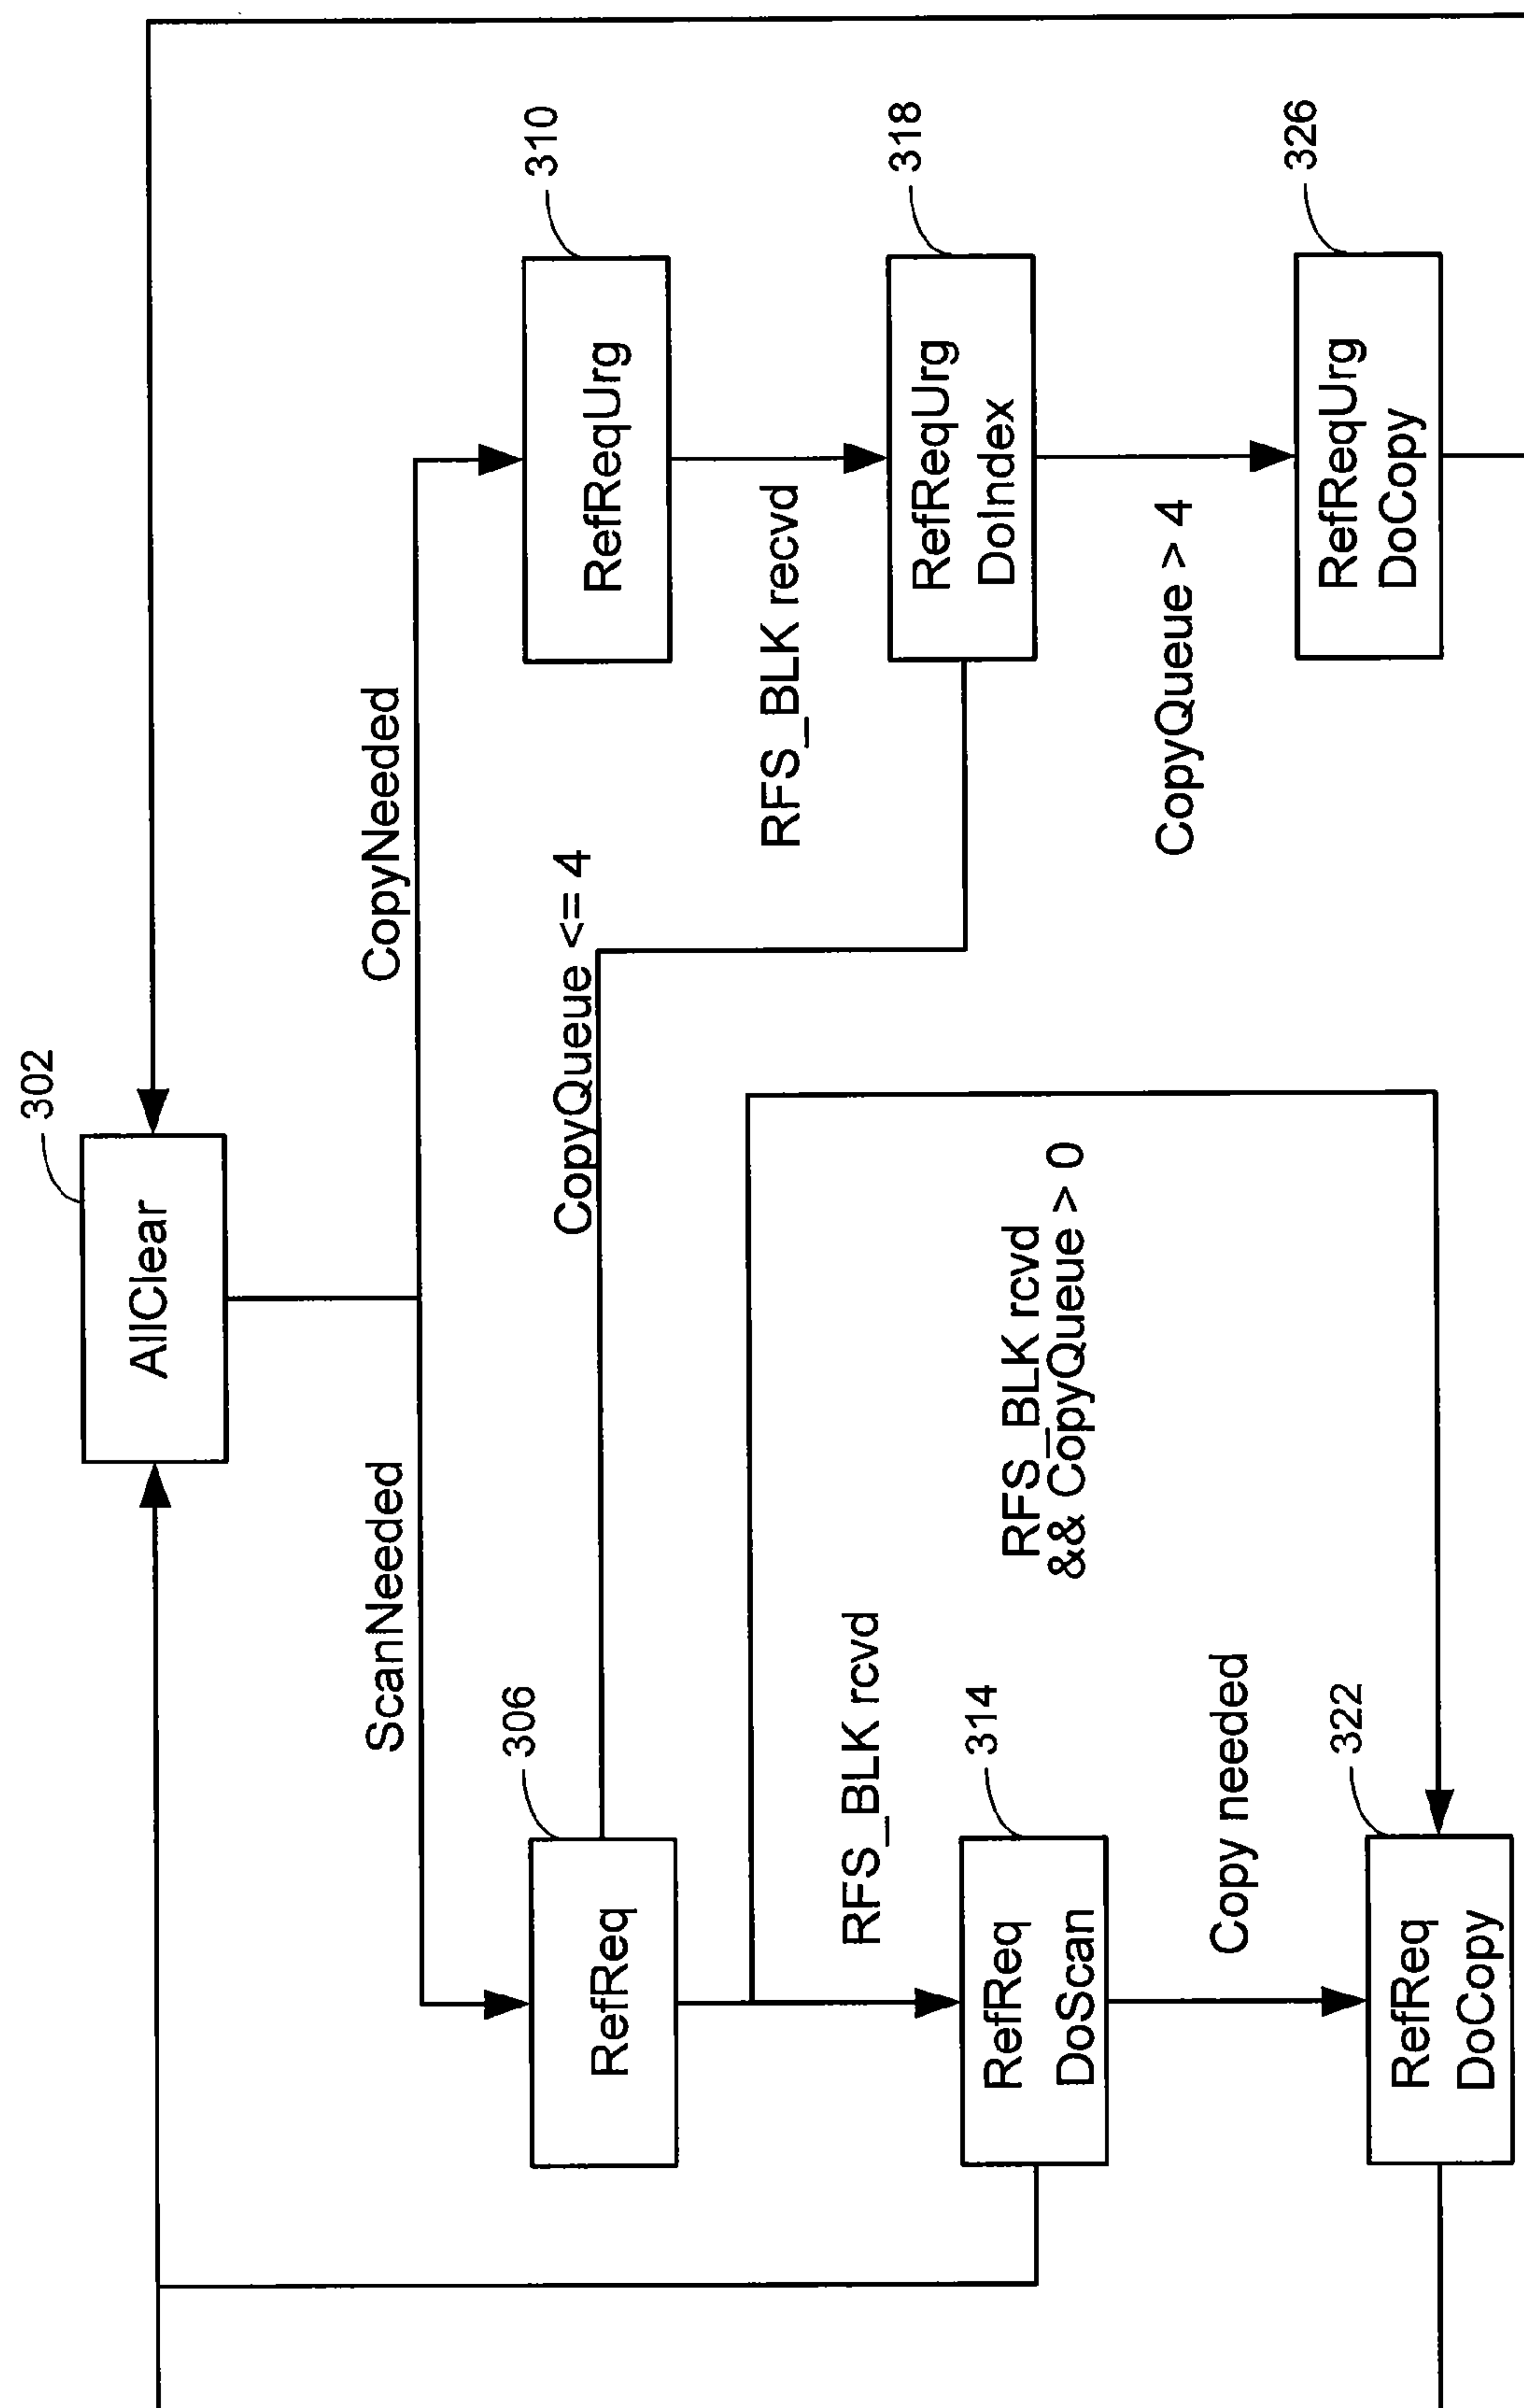 302
AllClear
ScanNeeded
CopyNeeded
306
RefReq
CopyQueue <= 4
310
RefReqUrg
RFS_BLK rcvd
RFS_BLK recvd
314
RefReq
DoScan
RFS_BLK rcvd
&& CopyQueue > 0
318
RefReqUrg
DoIndex
Copy needed
CopyQueue > 4
322
RefReq
DoCopy
326
RefRqUrg
DoCopy